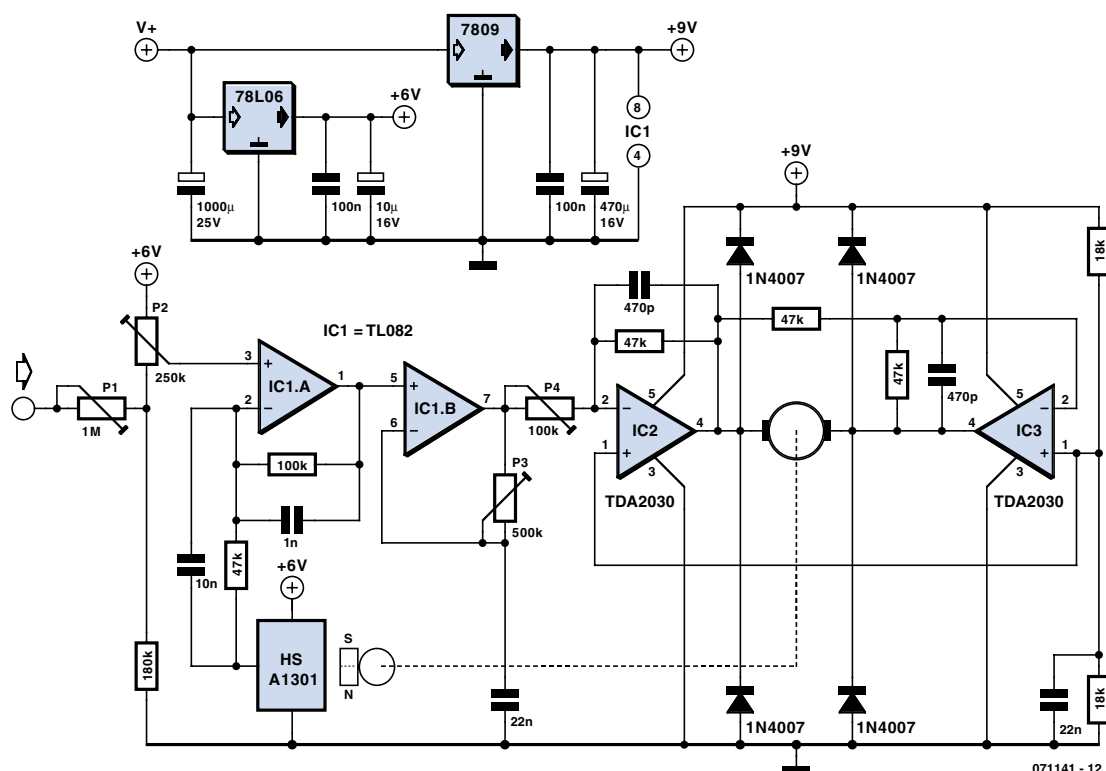 V+
7809
+9V
78L06
+6V
8
IC1
4
1000µ
25V
100n
10µ
16V
100n
470µ
16V
+9V
+6V
P2
250k
P1
1M
IC1 = TL082
3
+
IC1.A
1
2
–
5
+
IC1.B
7
6
–
P4
100k
100k
1n
P3
500k
10n
47k
+6V
HS
A1301
S
N
180k
22n
470p
47k
2
–
5
IC2
4
1
+
3
TDA2030
1N4007
1N4007
47k
47k
470p
18k
5
–
2
4
IC3
+
1
3
TDA2030
1N4007
1N4007
22n
18k
071141 - 12